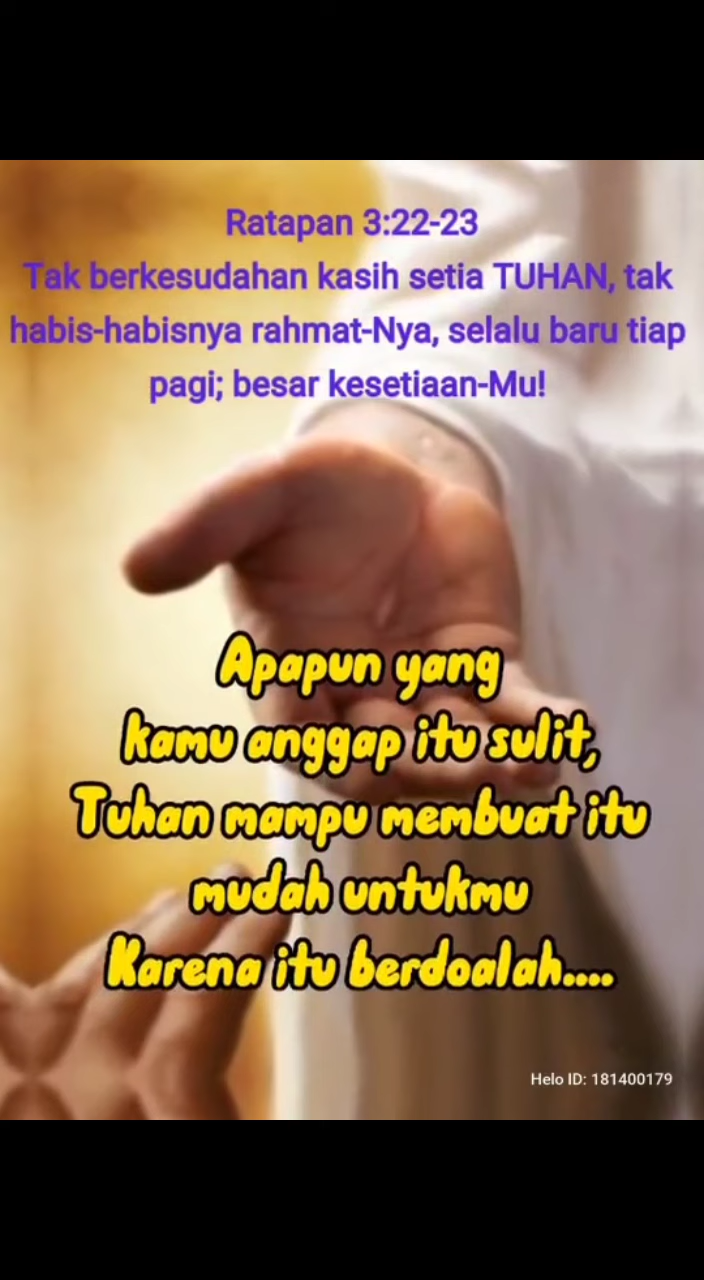 Ratapan 3:22-23
Tak berkesudahan kasih setia TUHAN, tak
habis-habisnya rahmat-Nya, selalu baru tiap
pagi; besar kesetiaan-Mu!
Apapun yang
kamu anggap itu sulit,
Tuhan mampu membuat itu
mudah untukmu
Karena itu berdoalah....
Helo ID: 181400179